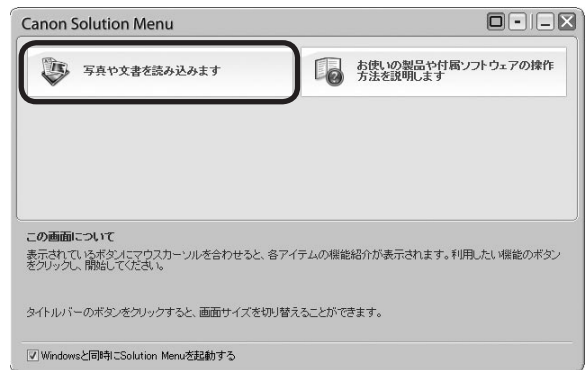 Canon Solution Menu
写真や文書を読み込みます
お使いの製品や付属ソフトウェアの操作
方法を説明します
この画面について
表示されているボタンにマウスカーソルを合わせると、各アイテムの機能紹介が表示されます。利用したい機能のボタン
をクリックし、開始してください。
タイトルバーのボタンをクリックすると、画面サイズを切り替えることができます。
Windowsと同時にSolution Menuを起動する